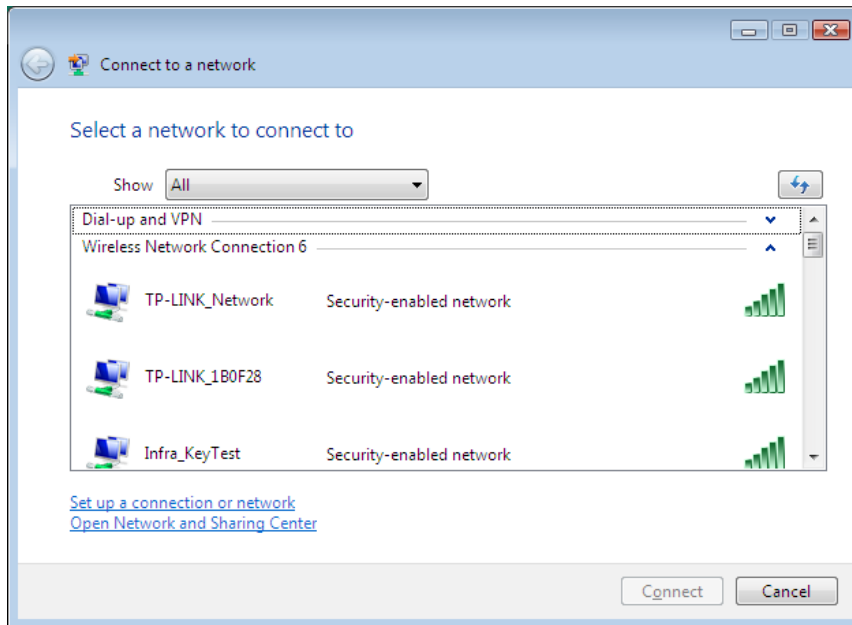 Connect to a network
Select a network to connect to
Show All
Dial-up and VPN
Wireless Network Connection 6
TP-LINK_Network Security-enabled network
TP-LINK_1B0F28 Security-enabled network
Infra_KeyTest Security-enabled network
Set up a connection or network
Open Network and Sharing Center
Connect Cancel